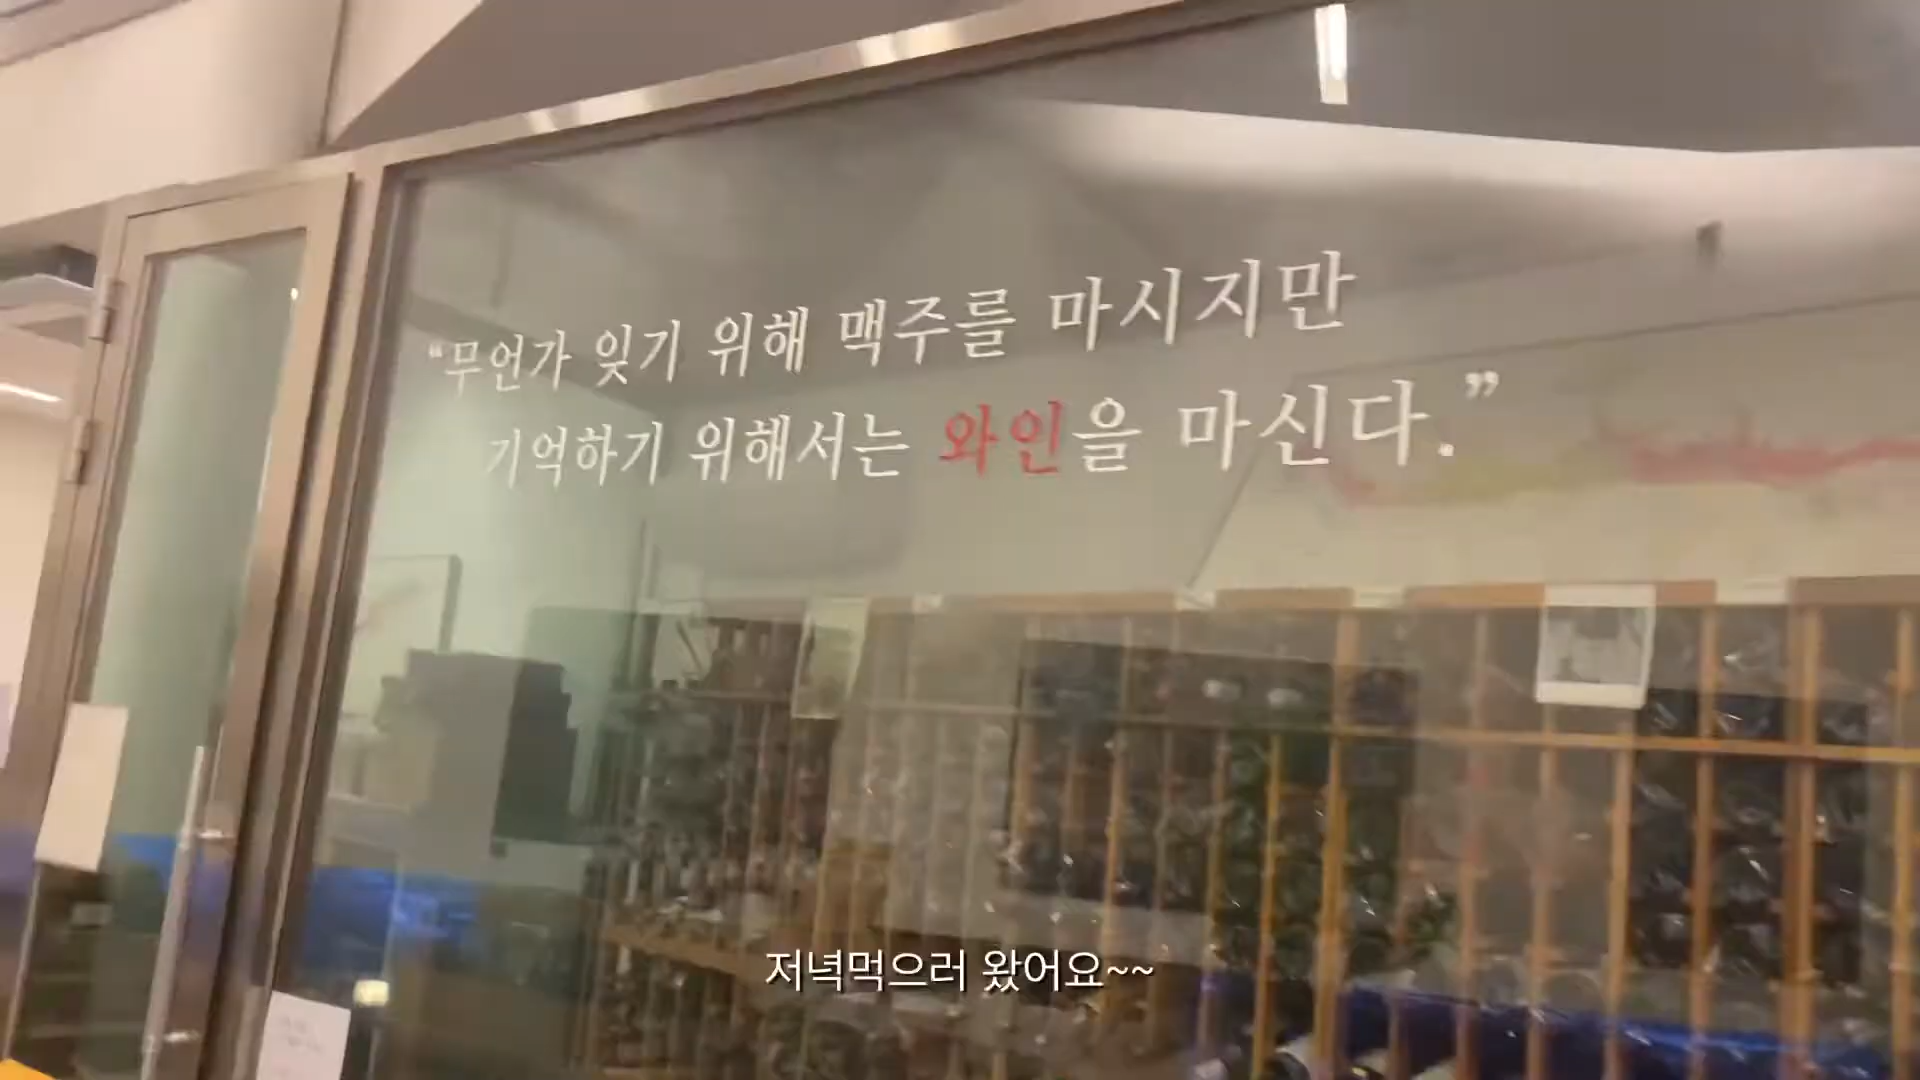 “무언가 잊기 위해 맥주를 마시지만
기억하기 위해서는 와인을 마신다.”
저녁먹으러 왔어요~~